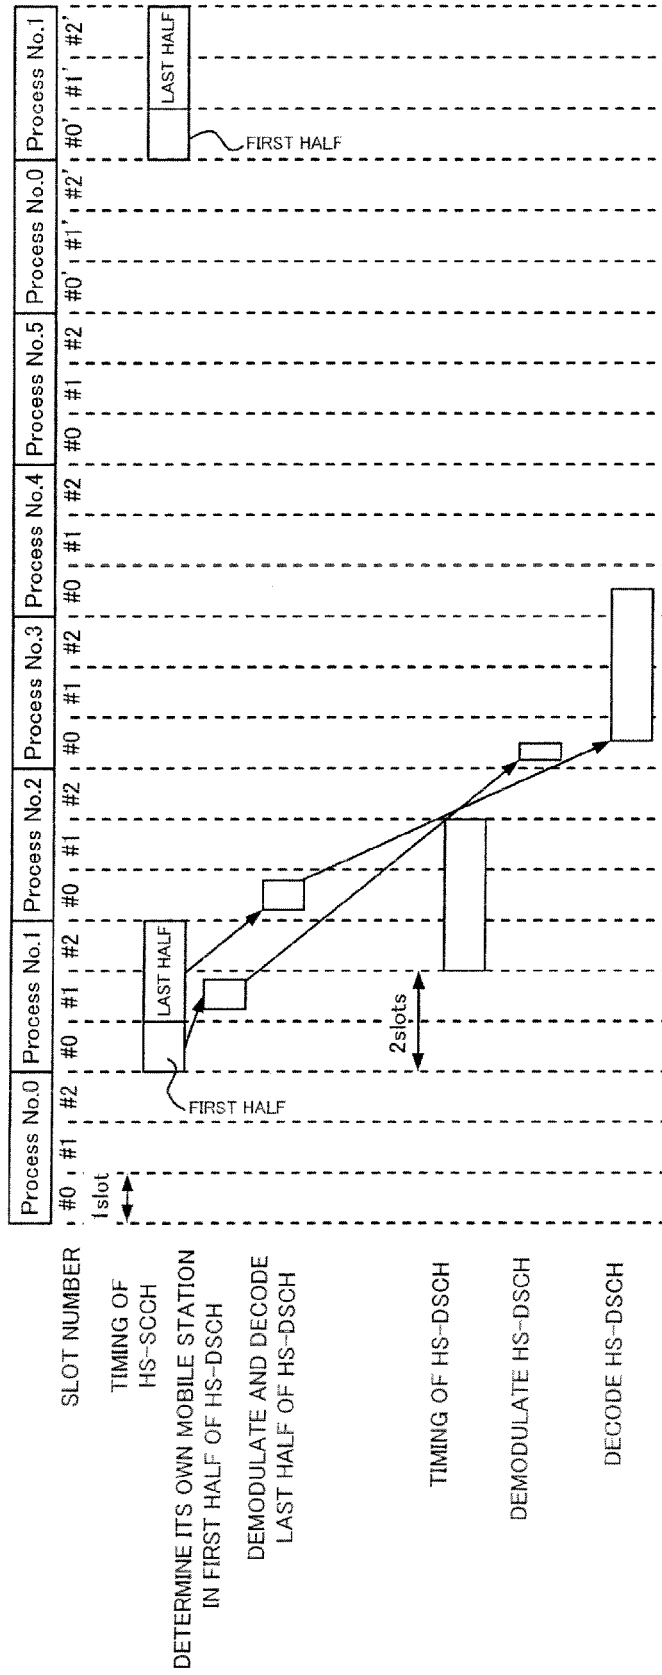 Process No.0 Process No.1 Process No.2 Process No.3 Process No.4 Process No.5 Process No.0 Process No.1
SLOT NUMBER #0 #1 #2 #0 #1 #2 #0 #1 #2 #0 #1 #2 #0 #1 #2 #0 #1 #2 #0' #1' #2' #0' #1' #2'
1slot
TIMING OF
HS-SCCH
LAST HALF
LAST HALF
FIRST HALF
FIRST HALF
DETERMINE ITS OWN MOBILE STATION
IN FIRST HALF OF HS-DSCH
DEMODULATE AND DECODE
LAST HALF OF HS-DSCH
2slots
TIMING OF HS-DSCH
DEMODULATE HS-DSCH
DECODE HS-DSCH